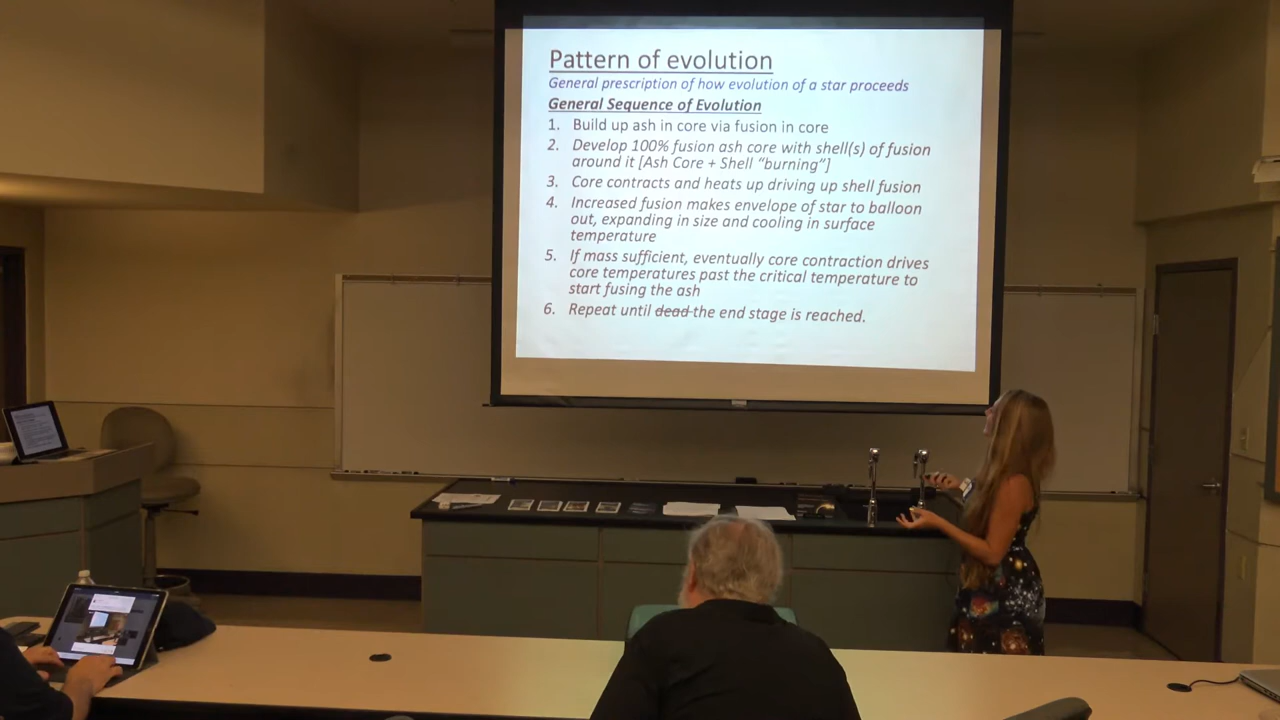 Pattern of evolution
General prescription of how evolution of a star proceeds
General Sequence of Evolution
1. Build up ash in core via fusion in core
2. Develop 100% fusion ash core with shell(s) of fusion
around it [Ash Core + Shell “burning”]
3. Core contracts and heats up driving up shell fusion
4. Increased fusion makes envelope of star to balloon
out, expanding in size and cooling in surface
temperature
5. If mass sufficient, eventually core contraction drives
core temperatures past the critical temperature to
start fusing the ash
6. Repeat until dead the end stage is reached.